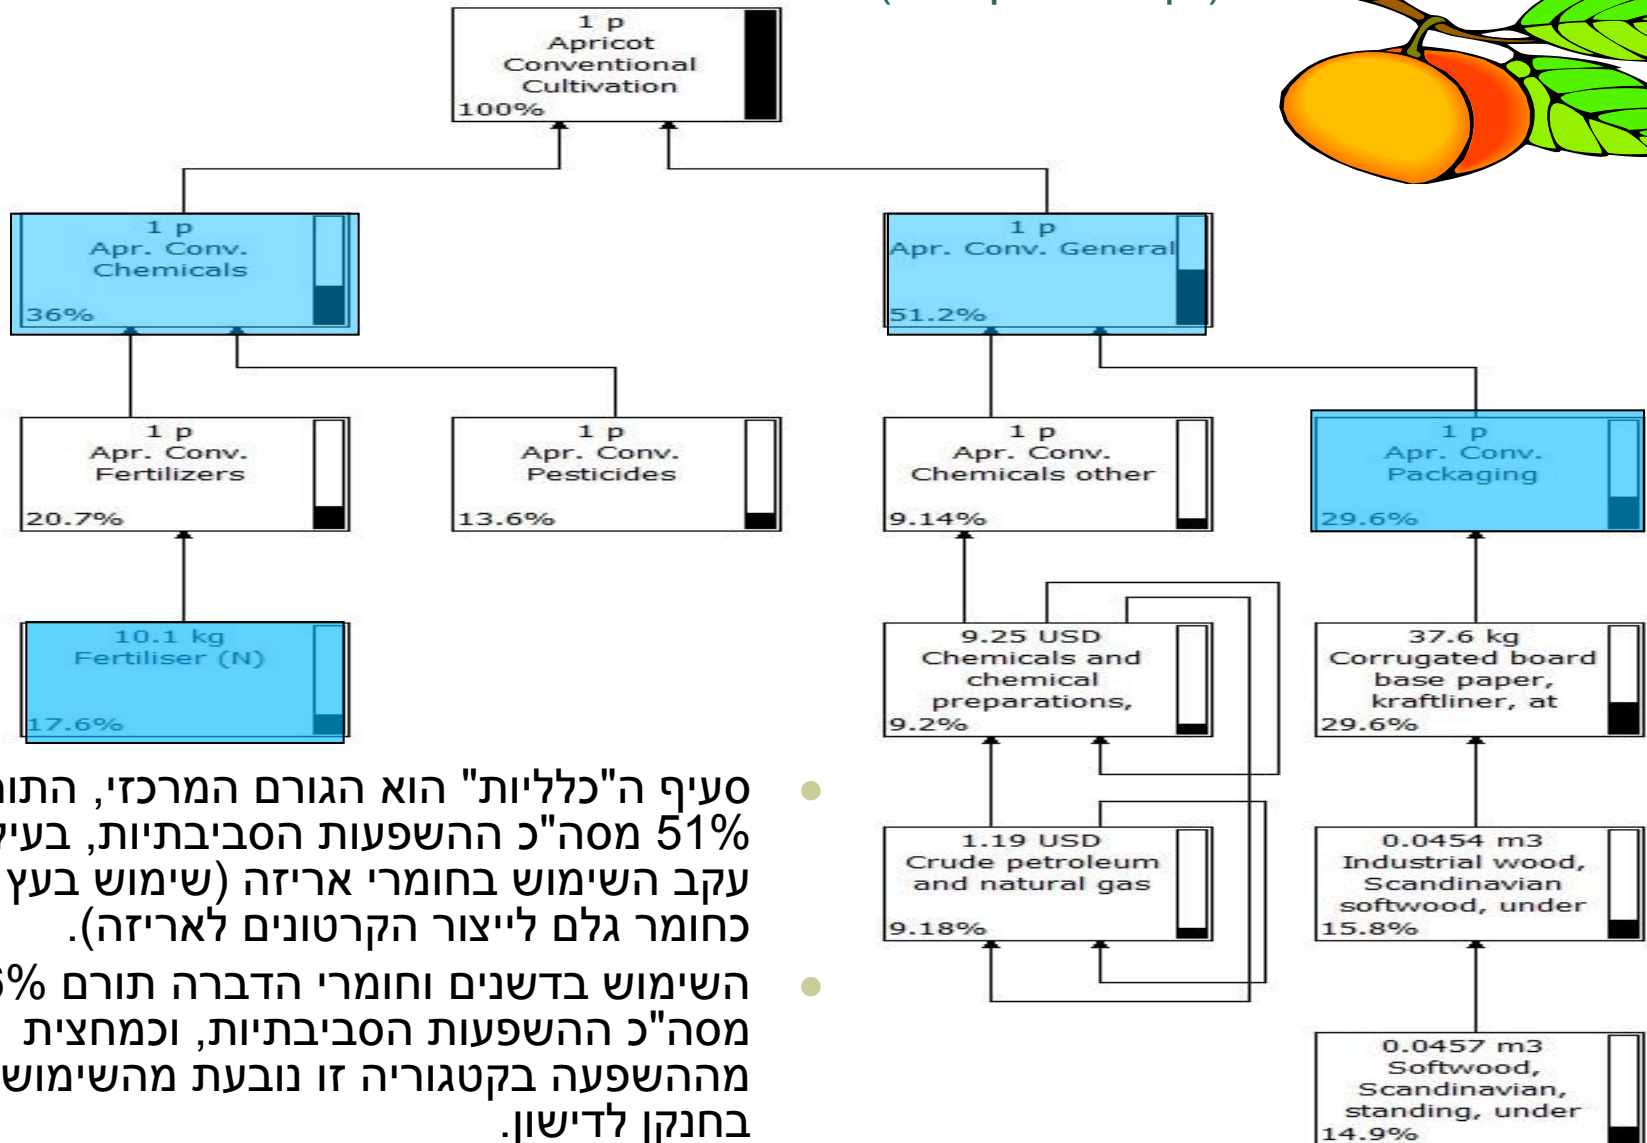 1 p
Apricot
Conventional
Cultivation
100%
1 p
Apr. Conv.
Chemicals
36%
1 p
Apr. Conv. General
51.2%
1 p
Apr. Conv.
Fertilizers
20.7%
1 p
Apr. Conv.
Pesticides
13.6%
1 p
Apr. Conv.
Chemicals other
9.14%
1 p
Apr. Conv.
Packaging
29.6%
10.1 kg
Fertiliser (N)
17.6%
9.25 USD
Chemicals and
chemical
preparations,
9.2%
37.6 kg
Corrugated board
base paper,
kraftliner, at
29.6%
1.19 USD
Crude petroleum
and natural gas
9.18%
0.0454 m3
Industrial wood,
Scandinavian
softwood, under
15.8%
0.0457 m3
Softwood,
Scandinavian,
standing, under
14.9%
סעיף ה"כלליות" הוא הגורם המרכזי,
51% מסה"כ ההשפעות הסביבתיות,
עקב השימוש בחומרי אריזה (שימוש בעץ
כחומר גלם לייצור הקרטונים לאריזה).
השימוש בדשנים וחומרי הדברה תורם
מסה"כ ההשפעות הסביבתיות, וכמחצית
מההשפעה בקטגוריה זו נובעת מהשימוש
בחנקן לדישון.